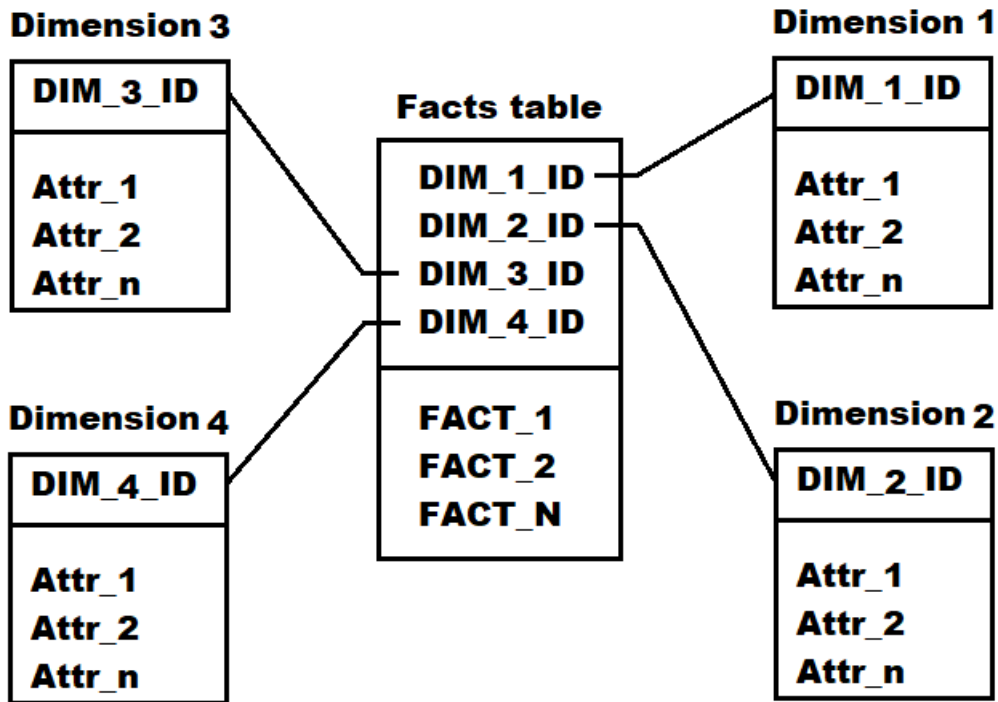 Dimension 3
DIM_3_ID
Attr_1
Attr_2
Attr_n
Facts table
DIM_1_ID
DIM_2_ID
DIM_3_ID
DIM_4_ID
FACT_1
FACT_2
FACT_N
Dimension 1
DIM_1_ID
Attr_1
Attr_2
Attr_n
Dimension 4
DIM_4_ID
Attr_1
Attr_2
Attr_n
Dimension 2
DIM_2_ID
Attr_1
Attr_2
Attr_n